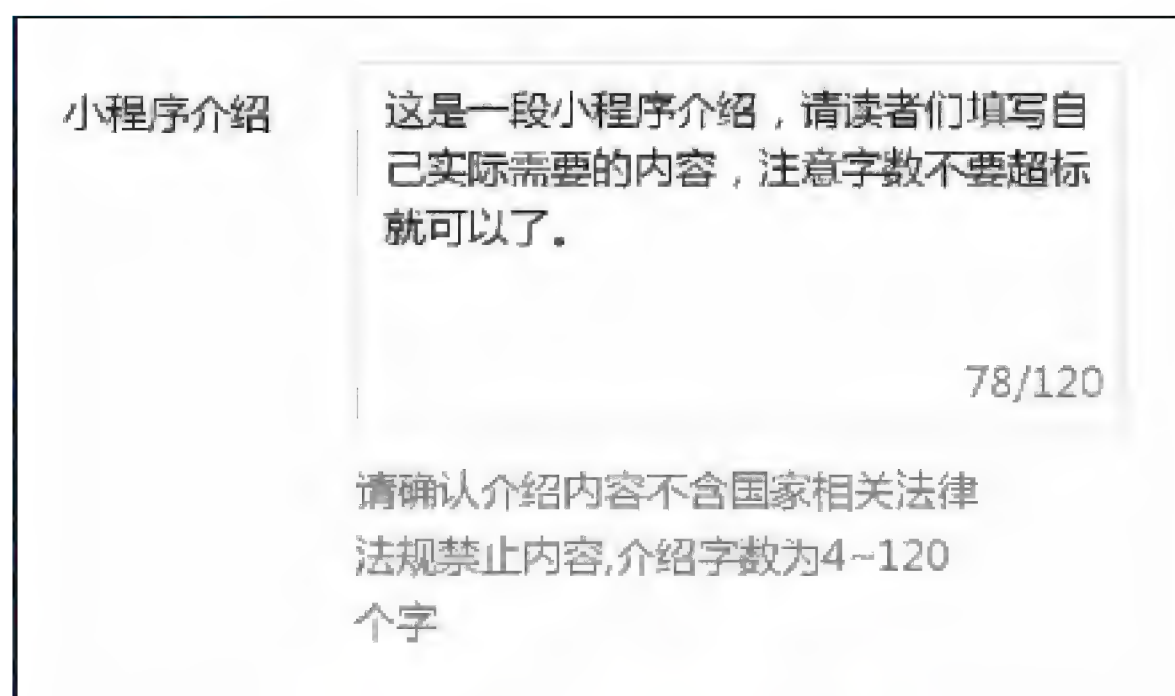 小程序介绍
这是一段小程序介绍，请读者们填写自
己实际需要的内容，注意字数不要超标
就可以了。
78/120
请确认介绍内容不含国家相关法律
法规禁止内容,介绍字数为4~120
个字